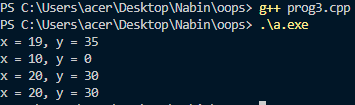 PS C:\Users\acer\Desktop\Nabin\oops> g++ prog3.cpp
PS C:\Users\acer\Desktop\Nabin\oops> .\a.exe
x = 19, y = 35
x = 10, y = 0
x = 20, y = 30
x = 20, y = 30